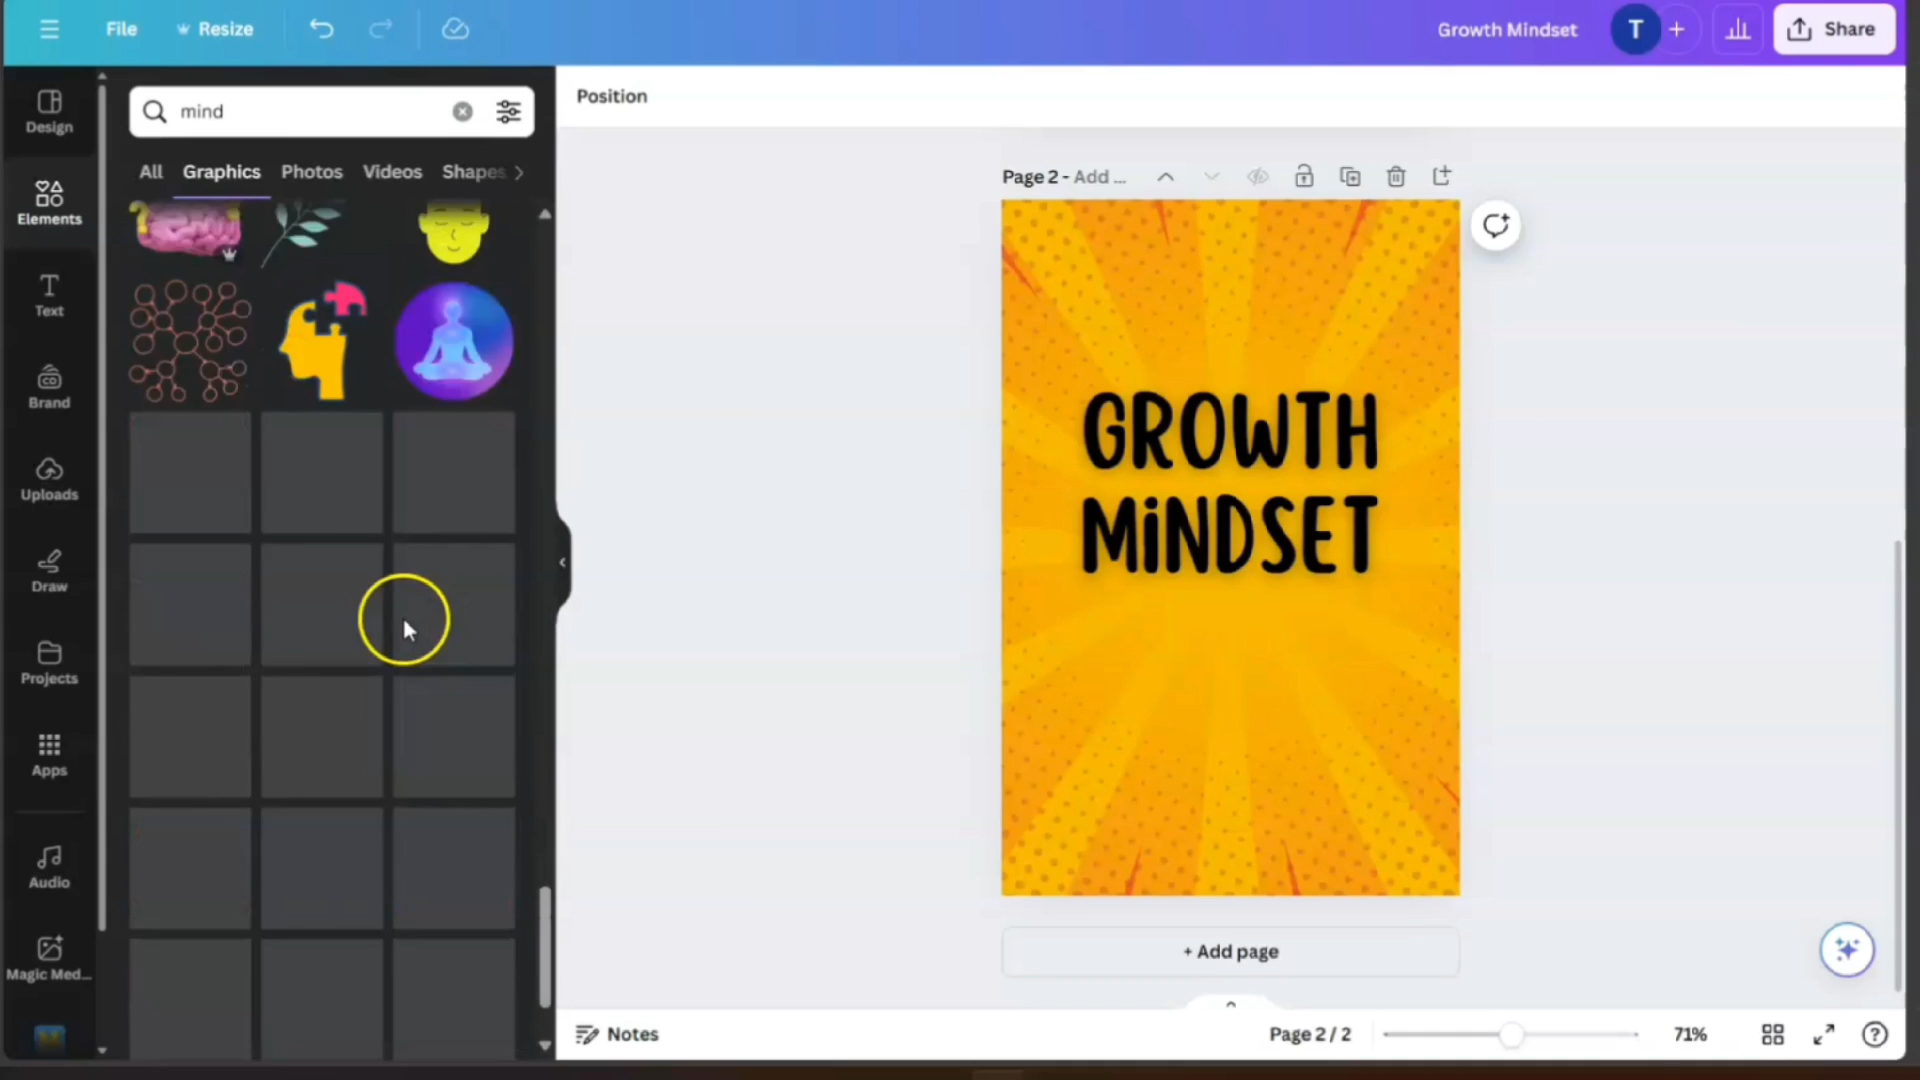 File
Resize
Growth Mindset
T
Share
Design
Elements
Text
Brand
Uploads
Draw
Projects
Apps
Audio
Magic Med...
mind
All
Graphics
Photos
Videos
Shapes
Position
Page 2 - Add ...
GROWTH
MiNDSET
+ Add page
Notes
Page 2 / 2
71%